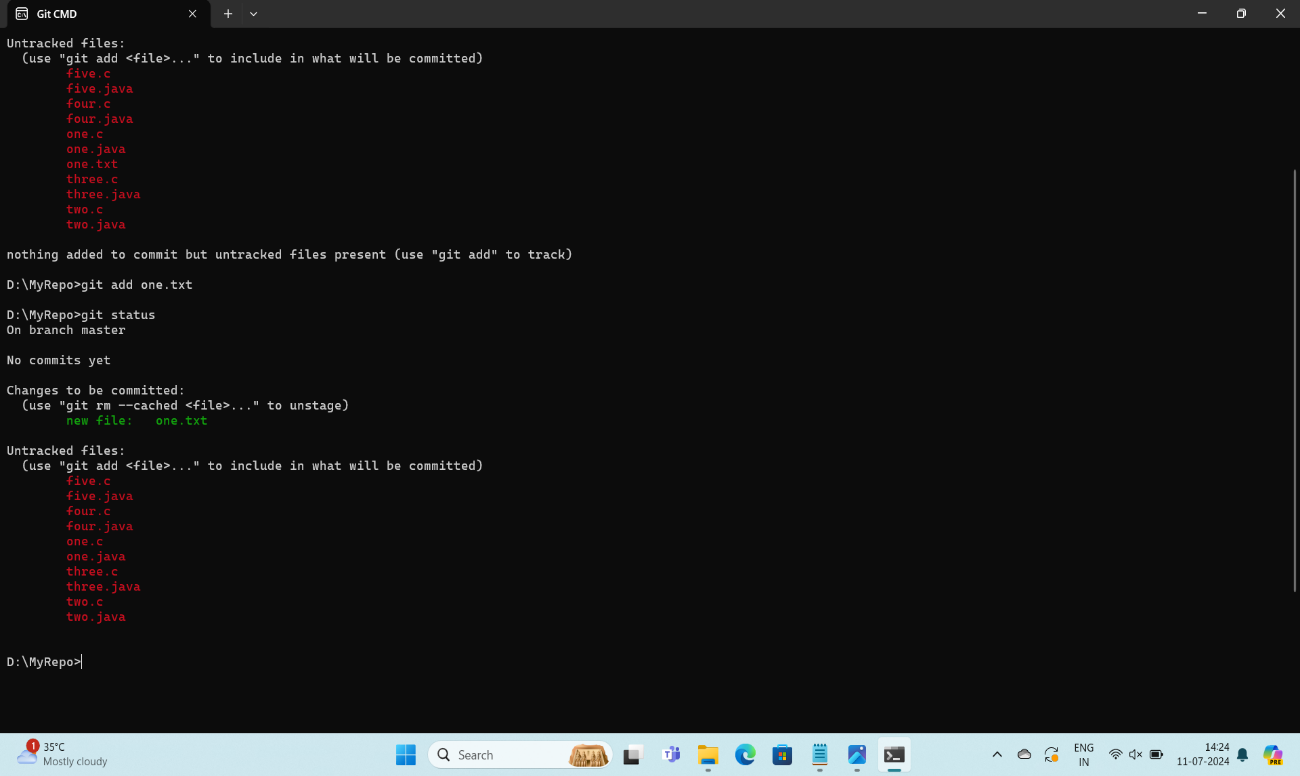 Git CMD
Untracked files:
  (use "git add <file>..." to include in what will be committed)
        five.c
        five.java
        four.c
        four.java
        one.c
        one.java
        one.txt
        three.c
        three.java
        two.c
        two.java
nothing added to commit but untracked files present (use "git add" to track)
D:\MyRepo>git add one.txt
D:\MyRepo>git status
On branch master
No commits yet
Changes to be committed:
  (use "git rm --cached <file>..." to unstage)
        new file:   one.txt
Untracked files:
  (use "git add <file>..." to include in what will be committed)
        five.c
        five.java
        four.c
        four.java
        one.c
        one.java
        three.c
        three.java
        two.c
        two.java
D:\MyRepo>
1
35°C
Mostly cloudy
Search
ENG
IN
14:24
11-07-2024
PRE